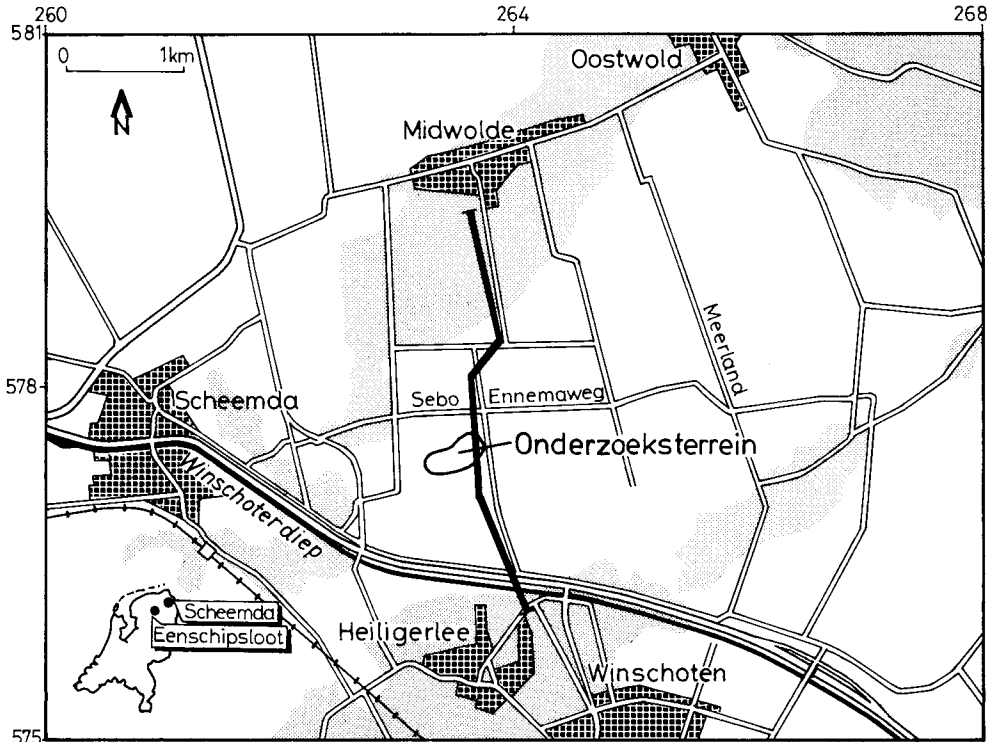 260
264
268
581
0
1km
N
Oostwold
Midwolde
Meerland
578
Scheemda
Sebo Ennemaweg
Onderzoeksterrein
Winschoterdiep
Scheemda
Eenschipsloot
Heiligerlee
Winschoten
575